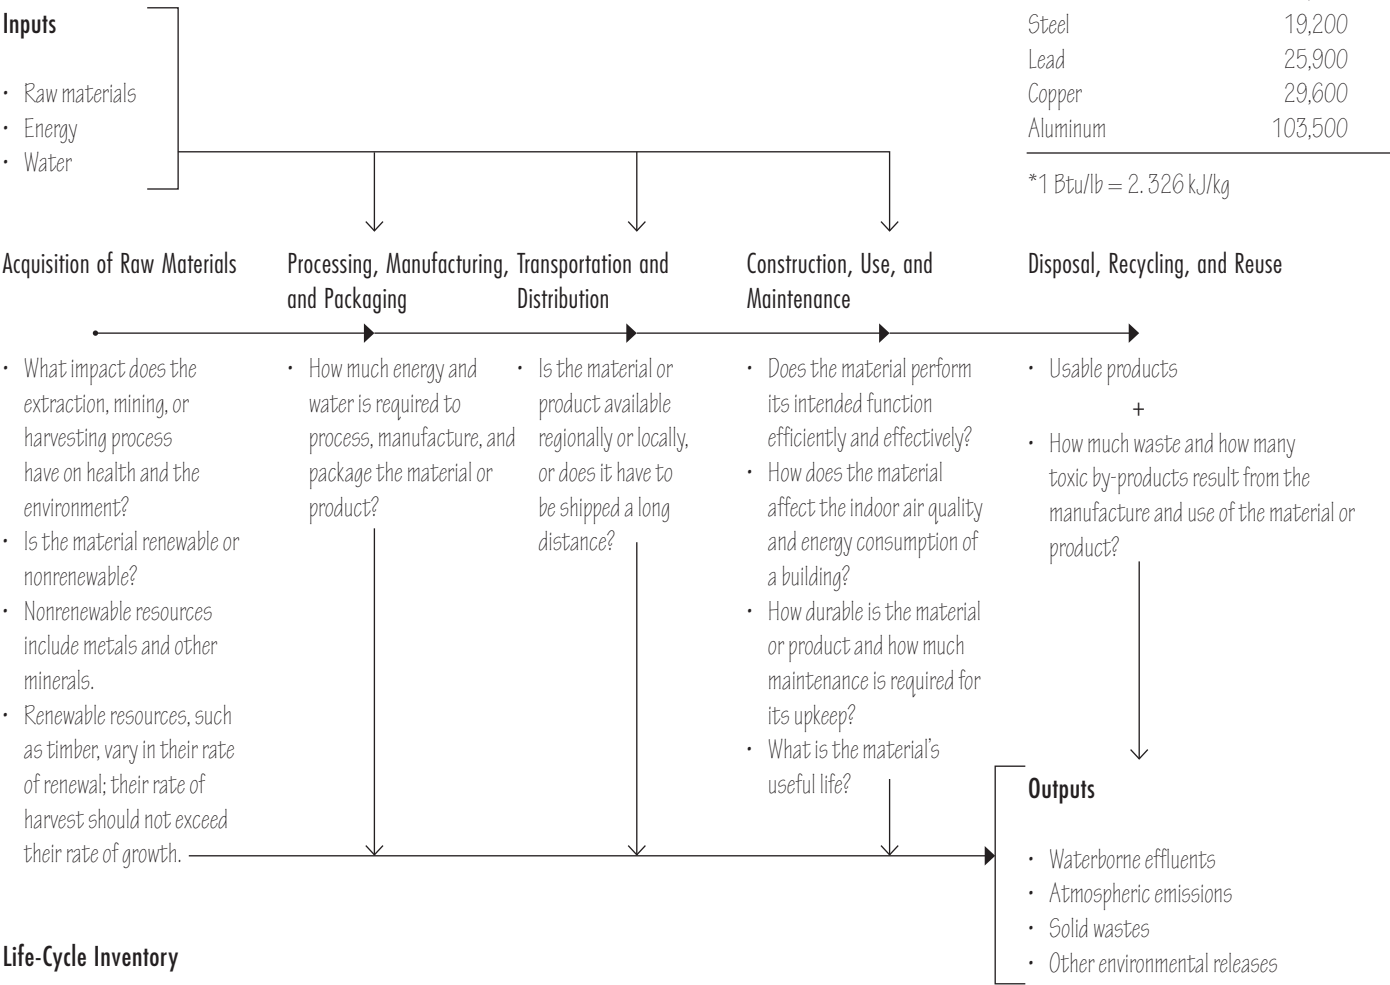 Inputs
• Raw materials
• Energy
• Water
Steel 19,200
Lead 25,900
Copper 29,600
Aluminum 103,500
*1 Btu/lb = 2.326 kJ/kg
Acquisition of Raw Materials
• What impact does the
extraction, mining, or
harvesting process
have on health and the
environment?
• Is the material renewable or
nonrenewable?
• Nonrenewable resources
include metals and other
minerals.
• Renewable resources, such
as timber, vary in their rate
of renewal; their rate of
harvest should not exceed
their rate of growth.
Processing, Manufacturing,
and Packaging
• How much energy and
water is required to
process, manufacture, and
package the material or
product?
Transportation and
Distribution
• Is the material or
product available
regionally or locally,
or does it have to
be shipped a long
distance?
Construction, Use, and
Maintenance
• Does the material perform
its intended function
efficiently and effectively?
• How does the material
affect the indoor air quality
and energy consumption of
a building?
• How durable is the material
or product and how much
maintenance is required for
its upkeep?
• What is the material's
useful life?
Disposal, Recycling, and Reuse
• Usable products
+
• How much waste and how many
toxic by-products result from the
manufacture and use of the material or
product?
Outputs
• Waterborne effluents
• Atmospheric emissions
• Solid wastes
• Other environmental releases
Life-Cycle Inventory